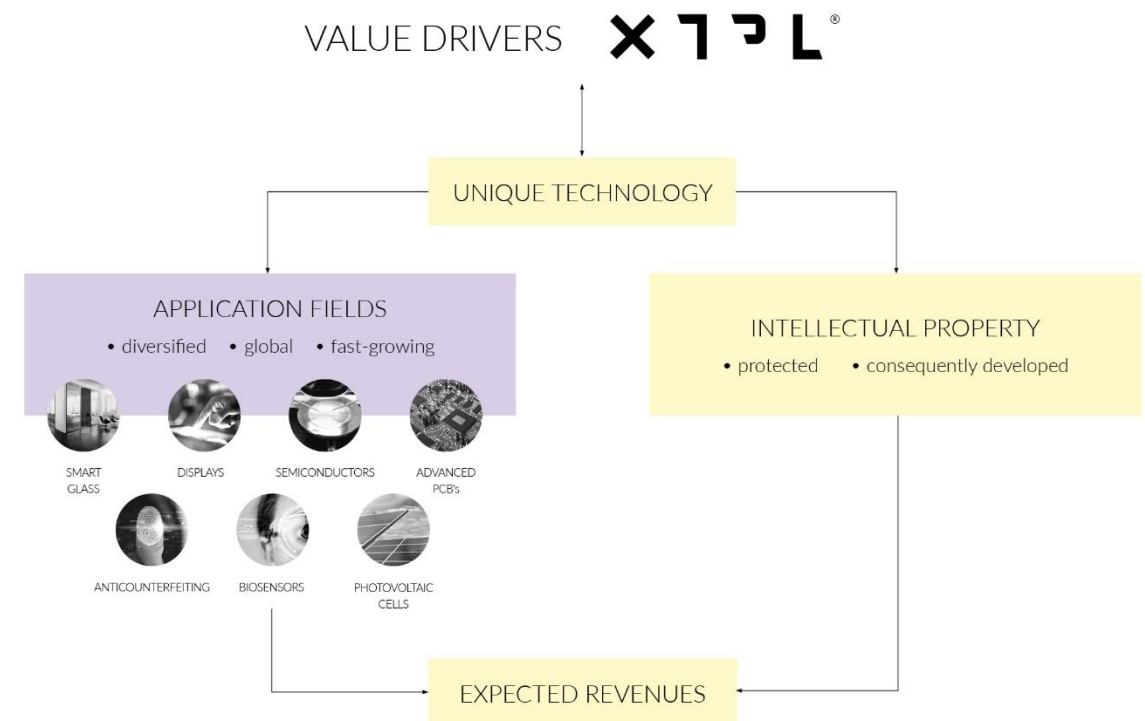 VALUE DRIVERS XTPL®
UNIQUE TECHNOLOGY
APPLICATION FIELDS
• diversified • global • fast-growing
INTELLECTUAL PROPERTY
• protected • consequently developed
SMART
GLASS
DISPLAYS
SEMICONDUCTORS
ADVANCED
PCB's
ANTICOUNTERFEITING
BIOSENSORS
PHOTOVOLTAIC
CELLS
EXPECTED REVENUES